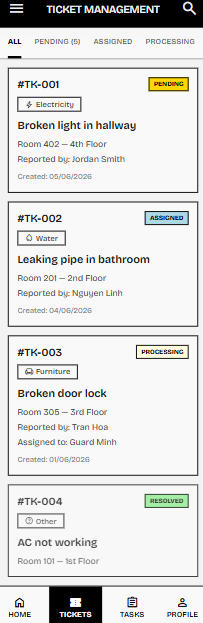 TICKET MANAGEMENT
ALL PENDING (5) ASSIGNED PROCESSING
#TK-001 PENDING
Electricity
Broken light in hallway
Room 402 — 4th Floor
Reported by: Jordan Smith
Created: 05/06/2026
#TK-002 ASSIGNED
Water
Leaking pipe in bathroom
Room 201 — 2nd Floor
Reported by: Nguyen Linh
Created: 04/06/2026
#TK-003 PROCESSING
Furniture
Broken door lock
Room 305 — 3rd Floor
Reported by: Tran Hoa
Assigned to: Guard Minh
Created: 01/06/2026
#TK-004 RESOLVED
Other
AC not working
Room 101 — 1st Floor
HOME TICKETS TASKS PROFILE